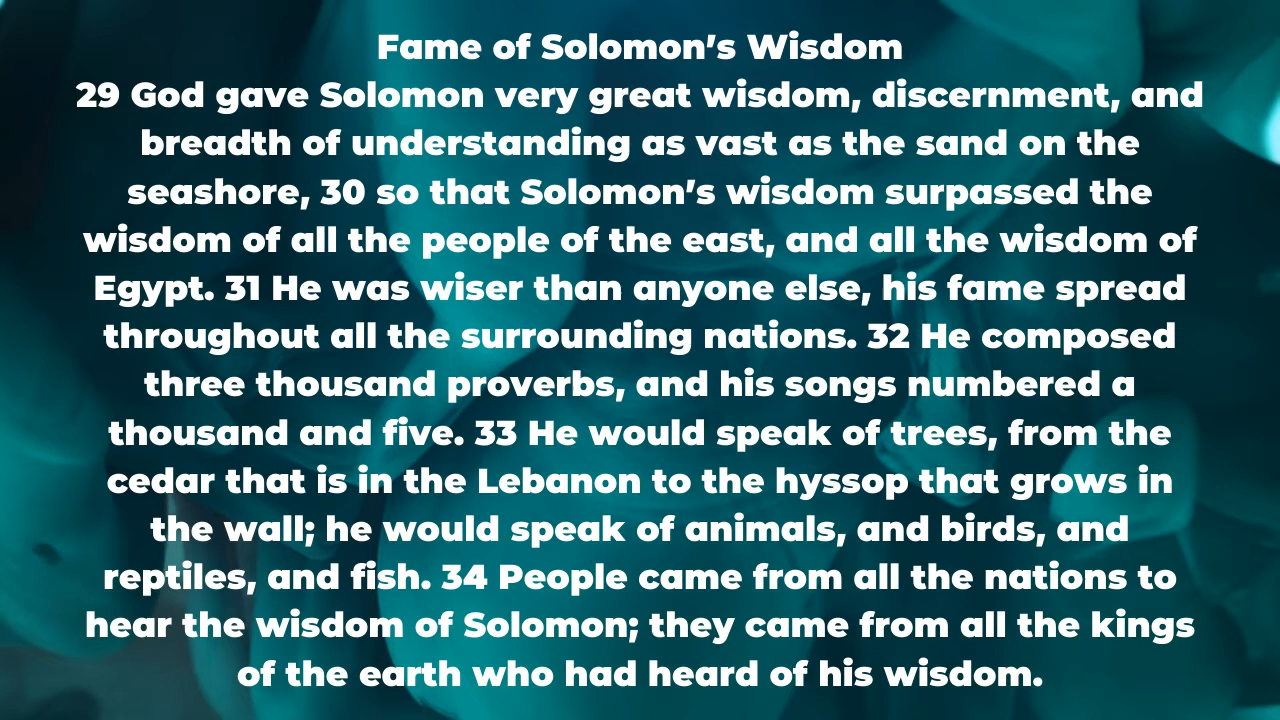 Fame of Solomon’s Wisdom
29 God gave Solomon very great wisdom, discernment, and
breadth of understanding as vast as the sand on the
seashore, 30 so that Solomon’s wisdom surpassed the
wisdom of all the people of the east, and all the wisdom of
Egypt. 31 He was wiser than anyone else, his fame spread
throughout all the surrounding nations. 32 He composed
three thousand proverbs, and his songs numbered a
thousand and five. 33 He would speak of trees, from the
cedar that is in the Lebanon to the hyssop that grows in
the wall; he would speak of animals, and birds, and
reptiles, and fish. 34 People came from all the nations to
hear the wisdom of Solomon; they came from all the kings
of the earth who had heard of his wisdom.